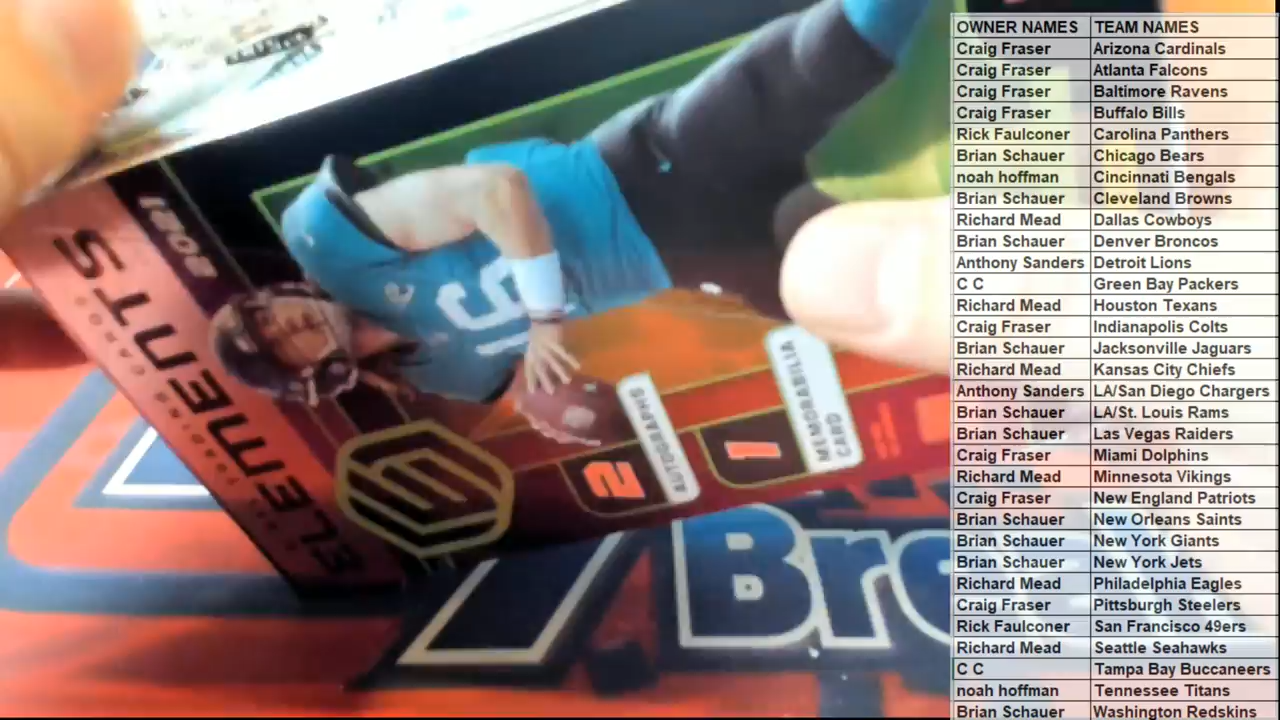 OWNER NAMES TEAM NAMES
Craig Fraser Arizona Cardinals
Craig Fraser Atlanta Falcons
Craig Fraser Baltimore Ravens
Craig Fraser Buffalo Bills
Rick Faulconer Carolina Panthers
Brian Schauer Chicago Bears
noah hoffman Cincinnati Bengals
Brian Schauer Cleveland Browns
Richard Mead Dallas Cowboys
Brian Schauer Denver Broncos
Anthony Sanders Detroit Lions
C C Green Bay Packers
Richard Mead Houston Texans
Craig Fraser Indianapolis Colts
Brian Schauer Jacksonville Jaguars
Richard Mead Kansas City Chiefs
Anthony Sanders LA/San Diego Chargers
Brian Schauer LA/St. Louis Rams
Brian Schauer Las Vegas Raiders
Craig Fraser Miami Dolphins
Richard Mead Minnesota Vikings
Craig Fraser New England Patriots
Brian Schauer New Orleans Saints
Brian Schauer New York Giants
Brian Schauer New York Jets
Richard Mead Philadelphia Eagles
Craig Fraser Pittsburgh Steelers
Rick Faulconer San Francisco 49ers
Richard Mead Seattle Seahawks
C C Tampa Bay Buccaneers
noah hoffman Tennessee Titans
Brian Schauer Washington Redskins
2021
ELEMENTS
TRADING CARDS
16
2
AUTOGRAPHS
1
MEMORABILIA
CARD
Br